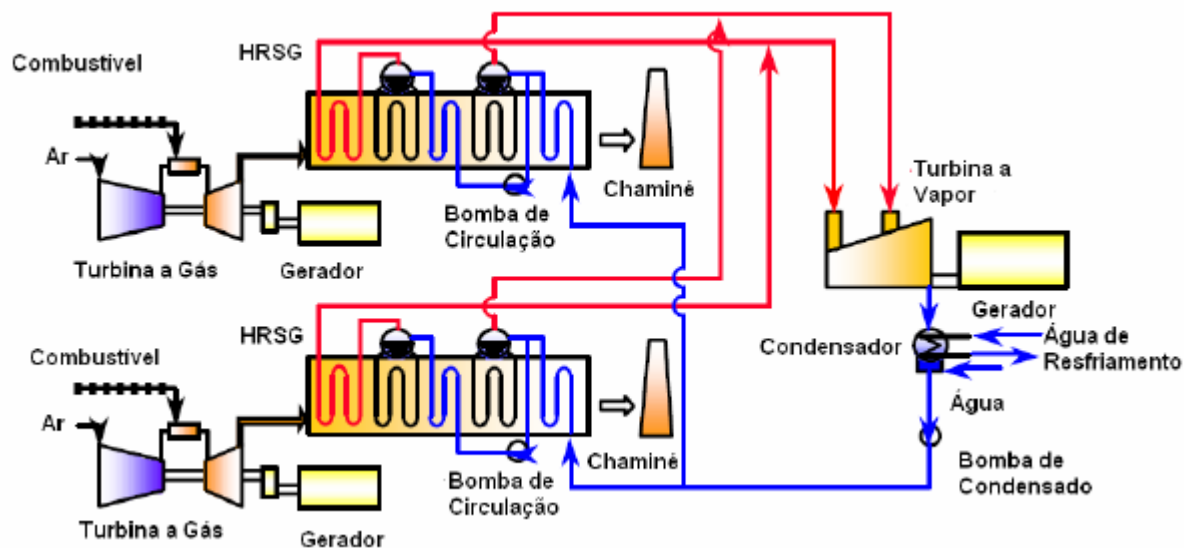 HRSG
Combustível
Ar
Turbina a Gás
Gerador
Bomba de
Circulação
Chaminé
Turbina a
Vapor
Gerador
Condensador
Água de
Resfriamento
Água
Bomba de
Condensado
HRSG
Combustível
Ar
Turbina a Gás
Gerador
Bomba de
Circulação
Chaminé